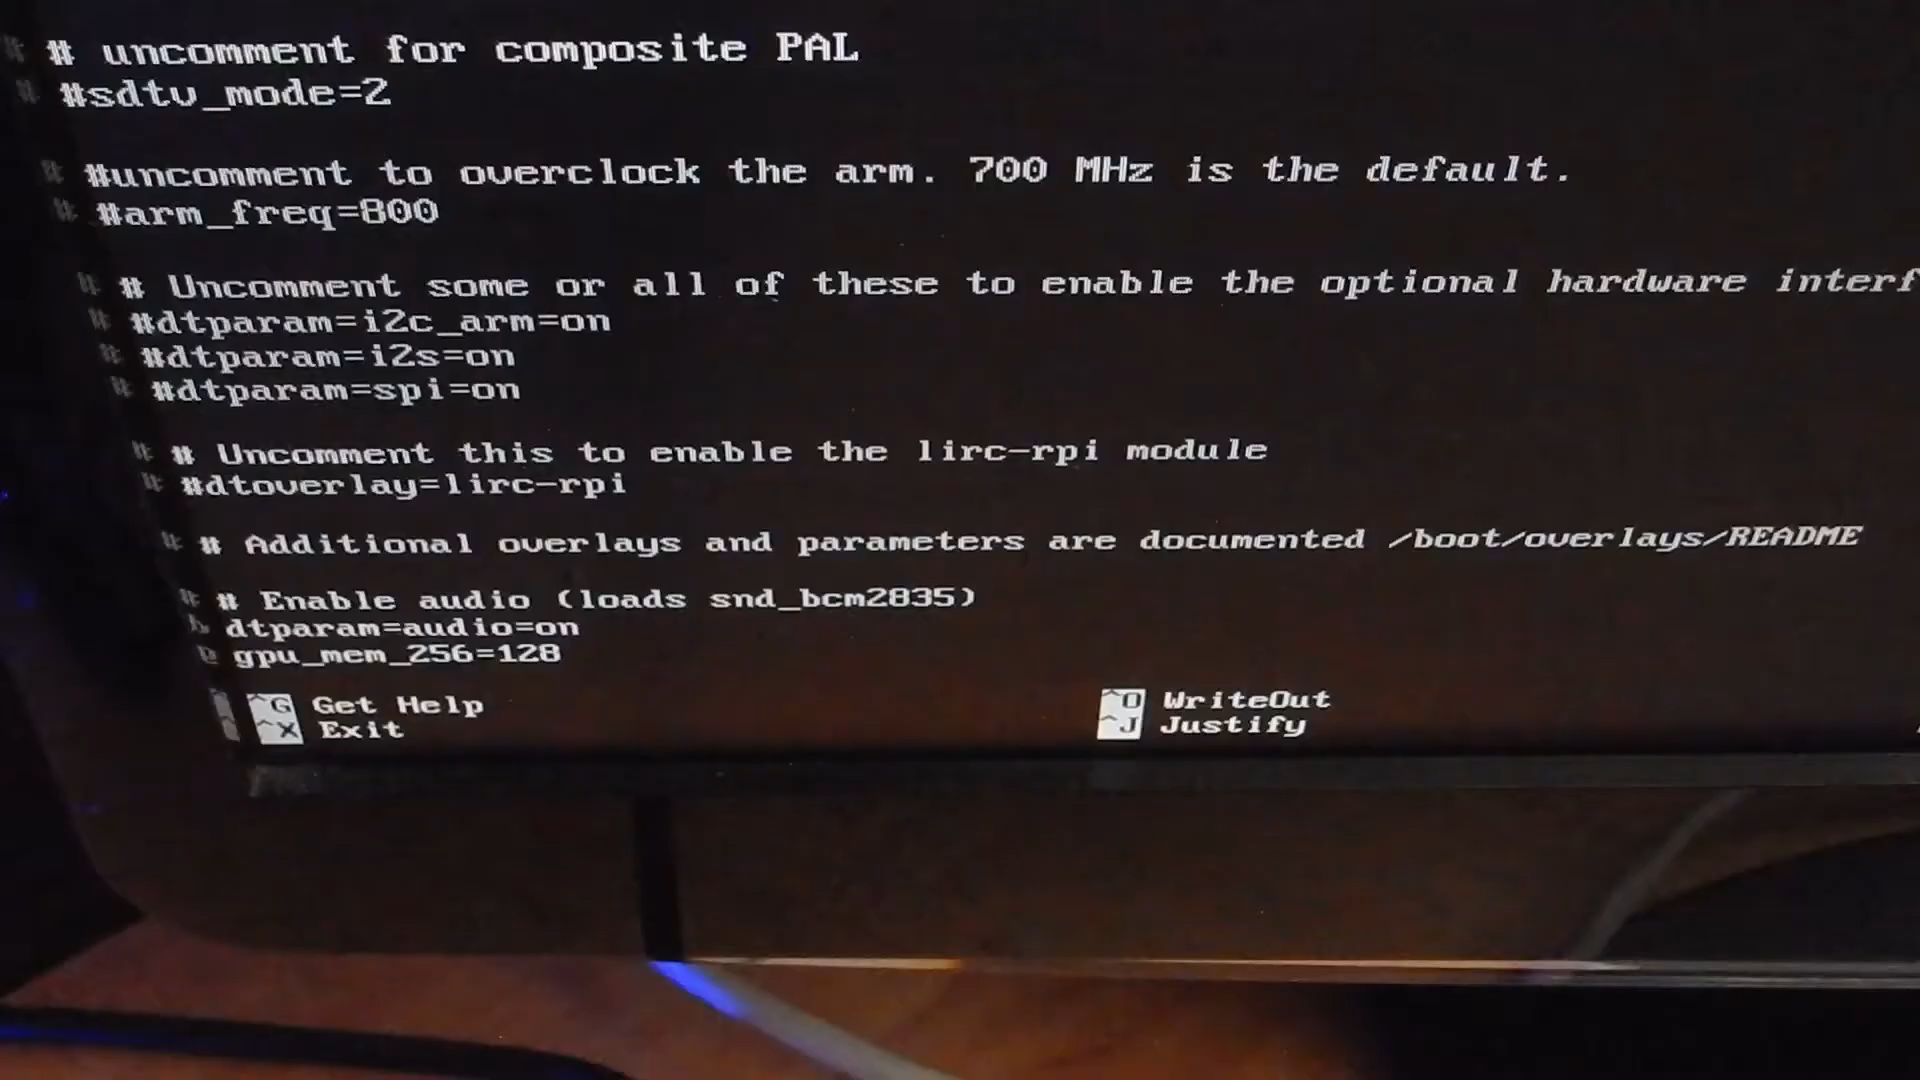 # uncomment for composite PAL
#sdtv_mode=2
#uncomment to overclock the arm. 700 MHz is the default.
#arm_freq=800
# Uncomment some or all of these to enable the optional hardware interf
#dtparam=i2c_arm=on
#dtparam=i2s=on
#dtparam=spi=on
# Uncomment this to enable the lirc-rpi module
#dtoverlay=lirc-rpi
# Additional overlays and parameters are documented /boot/overlays/README
# Enable audio (loads snd_bcm2835)
dtparam=audio=on
gpu_mem_256=128
^G Get Help ^O WriteOut
^X Exit ^J Justify